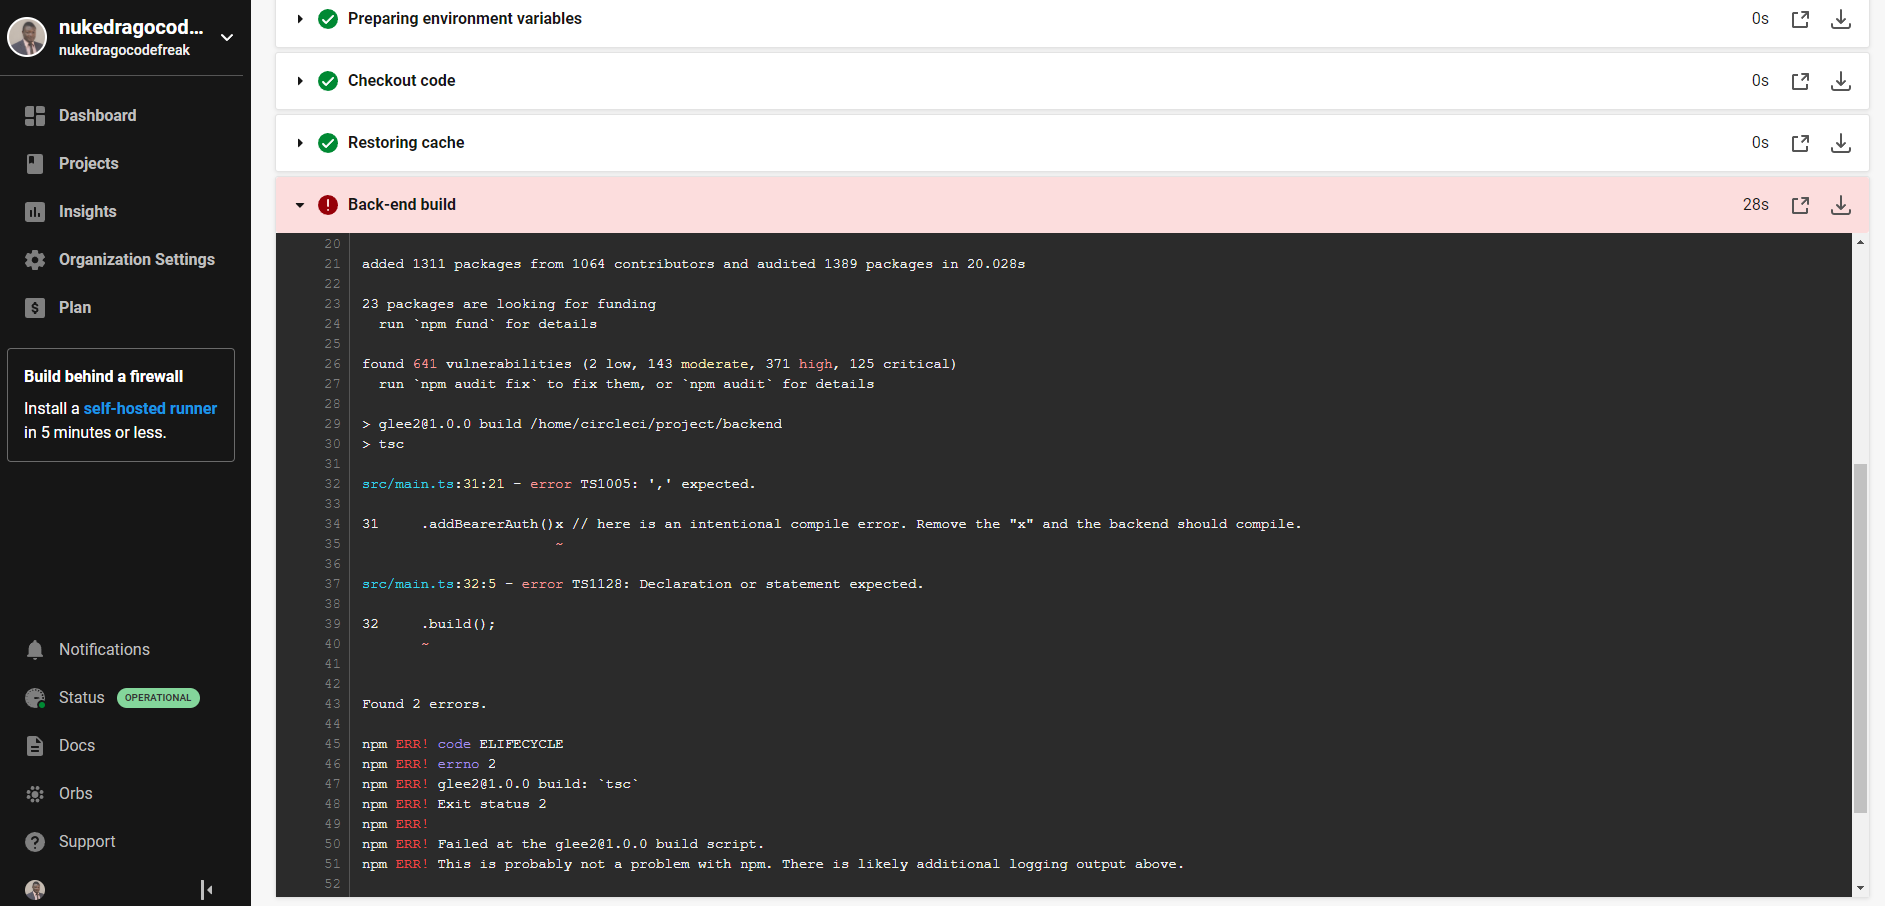 nukedragocod...
nukedragocodefreak
Dashboard
Projects
Insights
Organization Settings
Plan
Build behind a firewall
Install a self-hosted runner
in 5 minutes or less.
Notifications
Status OPERATIONAL
Docs
Orbs
Support
Preparing environment variables 0s
Checkout code 0s
Restoring cache 0s
Back-end build 28s
20
21 added 1311 packages from 1064 contributors and audited 1389 packages in 20.028s
22
23 23 packages are looking for funding
24 run `npm fund` for details
25
26 found 641 vulnerabilities (2 low, 143 moderate, 371 high, 125 critical)
27 run `npm audit fix` to fix them, or `npm audit` for details
28
29 > glee2@1.0.0 build /home/circleci/project/backend
30 > tsc
31
32 src/main.ts:31:21 - error TS1005: ',' expected.
33
34 31 .addBearerAuth()x // here is an intentional compile error. Remove the "x" and the backend should compile.
35 ~
36
37 src/main.ts:32:5 - error TS1128: Declaration or statement expected.
38
39 32 .build();
40 ~
41
42
43 Found 2 errors.
44
45 npm ERR! code ELIFECYCLE
46 npm ERR! errno 2
47 npm ERR! glee2@1.0.0 build: `tsc`
48 npm ERR! Exit status 2
49 npm ERR!
50 npm ERR! Failed at the glee2@1.0.0 build script.
51 npm ERR! This is probably not a problem with npm. There is likely additional logging output above.
52